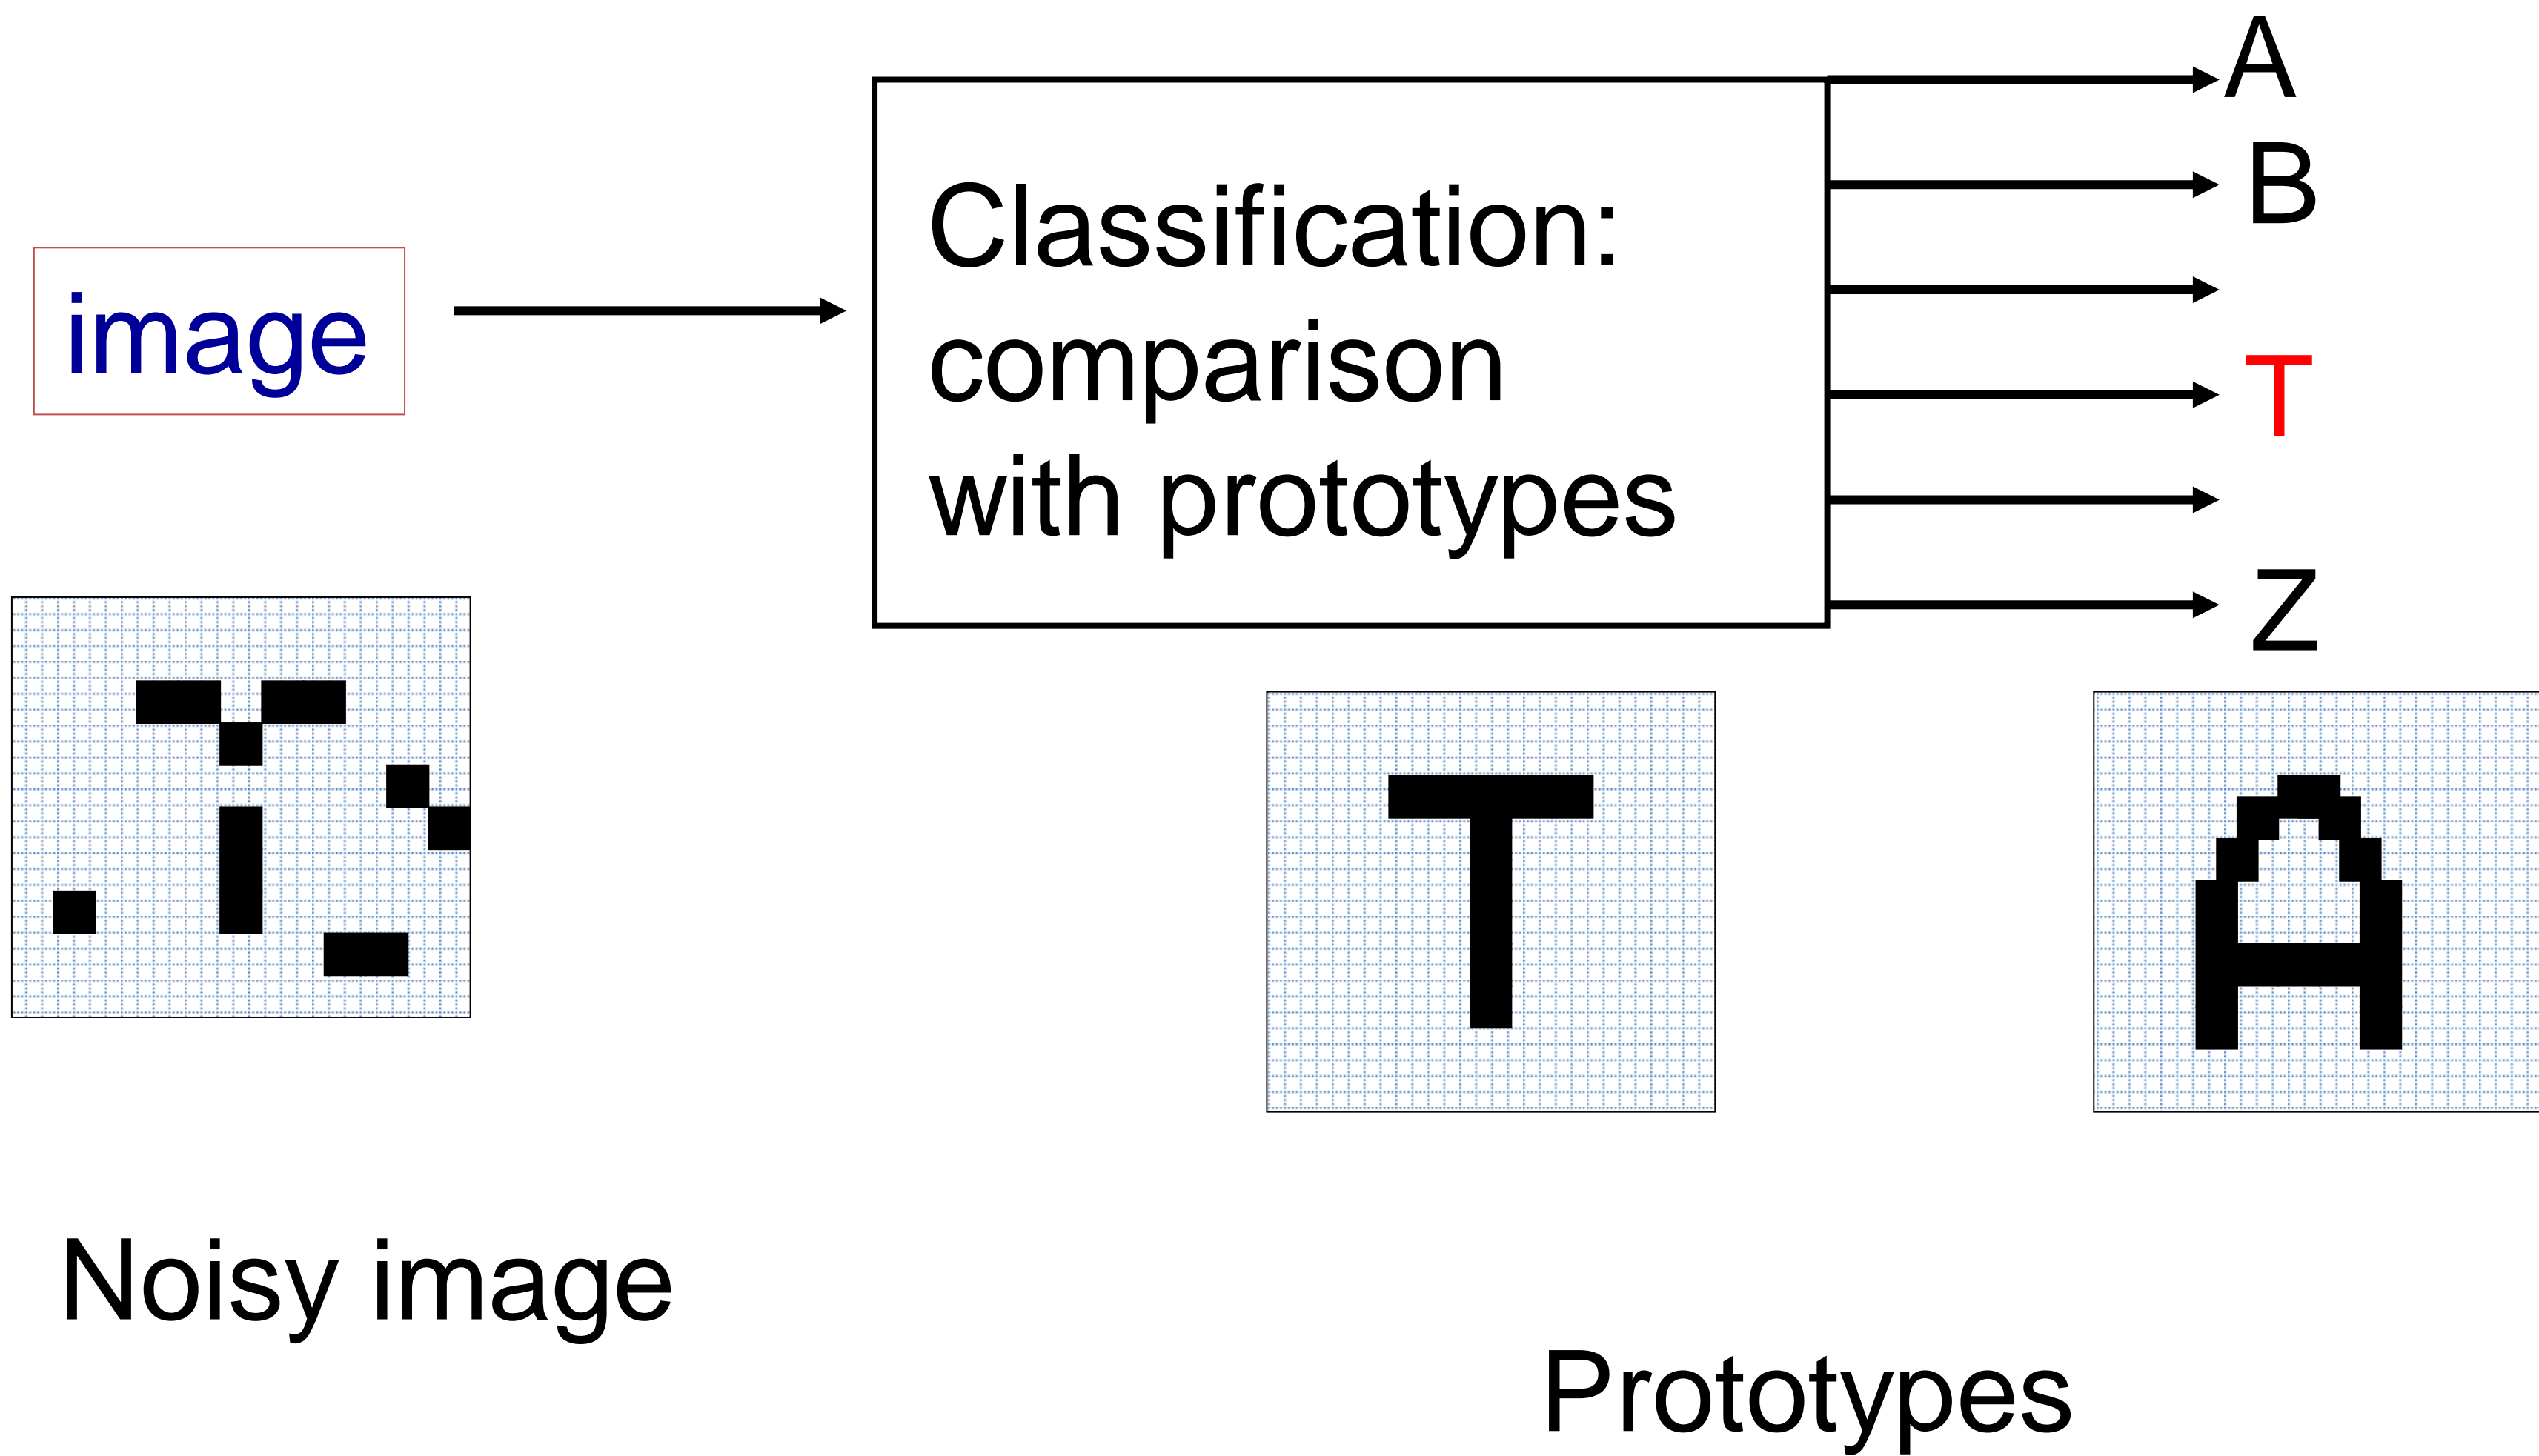 image
Classification:
comparison
with prototypes
A
B
T
Z
Noisy image
Prototypes